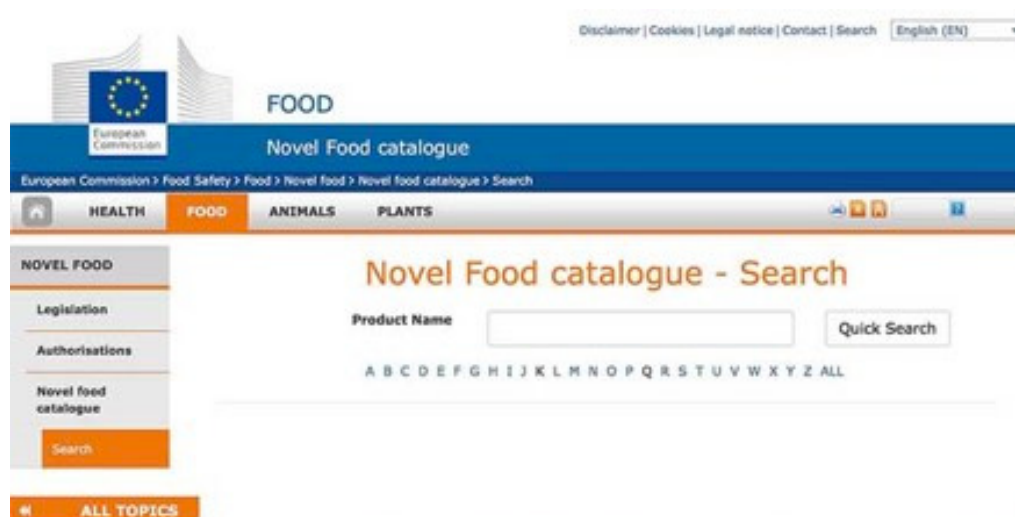 Disclaimer | Cookies | Legal notice | Contact | Search English (EN)
European
Commission
FOOD
Novel Food catalogue
European Commission > Food Safety > Food > Novel food > Novel food catalogue > Search
HEALTH FOOD ANIMALS PLANTS
NOVEL FOOD
Legislation
Authorisations
Novel food
catalogue
Search
ALL TOPICS
Novel Food catalogue - Search
Product Name Quick Search
A B C D E F G H I J K L M N O P Q R S T U V W X Y Z ALL